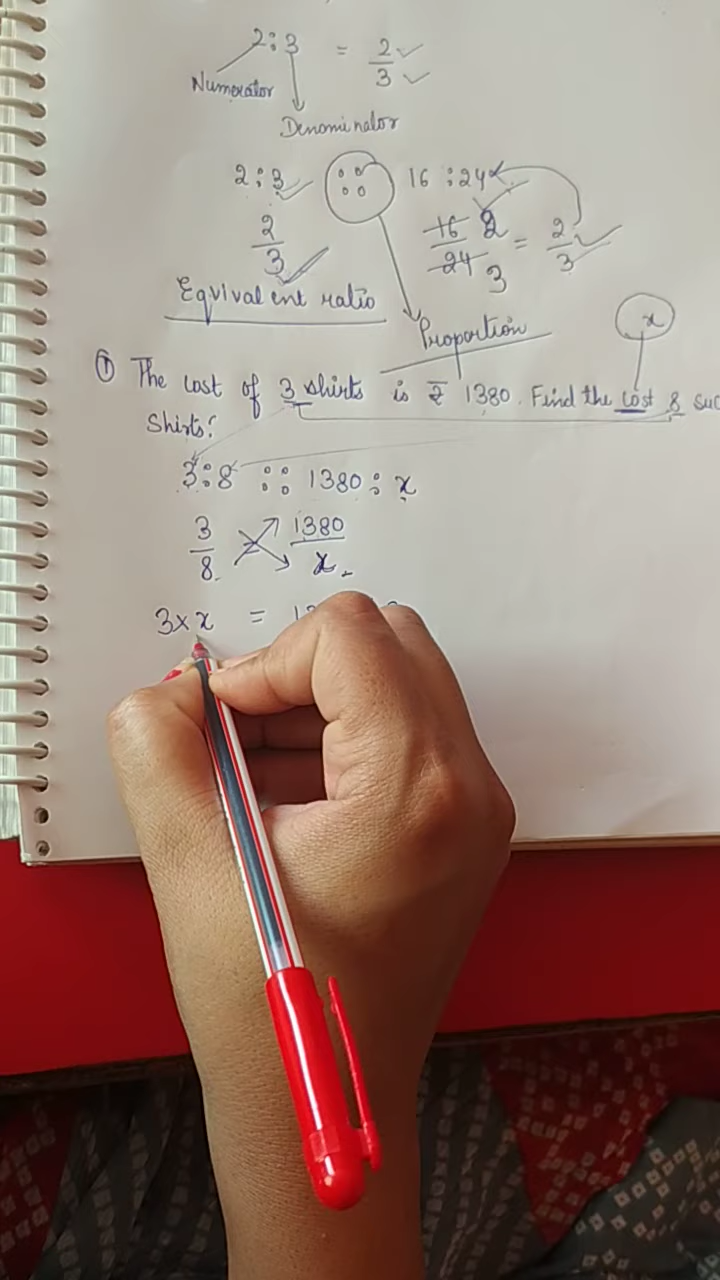 2:3 = 2/3
Numerator
Denominator
2:3 :: 16:24
2/3 16/24 2/3 = 2/3
Equivalent ratio
Proportion
x
① The cost of 3 shirts is ₹ 1380. Find the cost 8
Shirts?
3:8 :: 1380:x
3/8 = 1380/x
3×x =